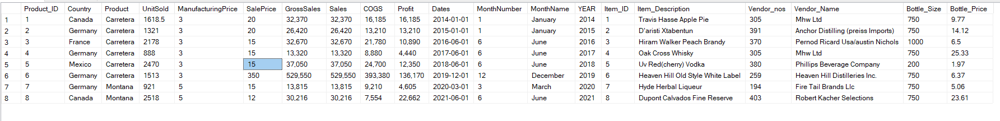 Product_ID Country Product UnitSold ManufacturingPrice SalePrice GrossSales Sales COGS Profit Dates MonthNumber MonthName YEAR Item_ID Item_Description Vendor_nos Vendor_Name Bottle_Size Bottle_Price
1 1 Canada Carretera 1618.5 3 20 32,370 32,370 16,185 16,185 2014-01-01 1 January 2014 1 Travis Hasse Apple Pie 305 Mhw Ltd 750 9.77
2 2 Germany Carretera 1321 3 20 26,420 26,420 13,210 13,210 2015-01-01 1 January 2015 2 D'aristi Xtabentun 391 Anchor Distilling (preiss Imports) 750 14.12
3 3 France Carretera 2178 3 15 32,670 32,670 21,780 10,890 2016-06-01 6 June 2016 3 Hiram Walker Peach Brandy 370 Pernod Ricard Usa/austin Nichols 1000 6.5
4 4 Germany Carretera 888 3 15 13,320 13,320 8,880 4,440 2017-06-01 6 June 2017 4 Oak Cross Whisky 305 Mhw Ltd 750 25.33
5 5 Mexico Carretera 2470 3 15 37,050 37,050 24,700 12,350 2018-06-01 6 June 2018 5 Uv Red(cherry) Vodka 380 Phillips Beverage Company 200 1.97
6 6 Germany Carretera 1513 3 350 529,550 529,550 393,380 136,170 2019-12-01 12 December 2019 6 Heaven Hill Old Style White Label 259 Heaven Hill Distilleries Inc. 750 6.37
7 7 Germany Montana 921 5 15 13,815 13,815 9,210 4,605 2020-03-01 3 March 2020 7 Hyde Herbal Liqueur 194 Fire Tail Brands Llc 750 5.06
8 8 Canada Montana 2518 5 12 30,216 30,216 7,554 22,662 2021-06-01 6 June 2021 8 Dupont Calvados Fine Reserve 403 Robert Kacher Selections 750 23.61